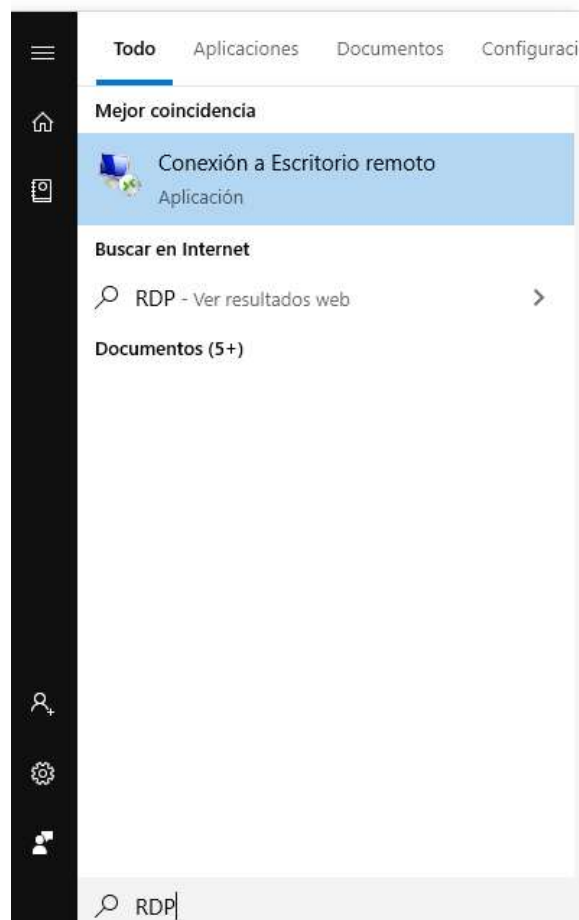 Todo Aplicaciones Documentos Configuraci
Mejor coincidencia
Conexión a Escritorio remoto
Aplicación
Buscar en Internet
RDP - Ver resultados web
Documentos (5+)
RDP